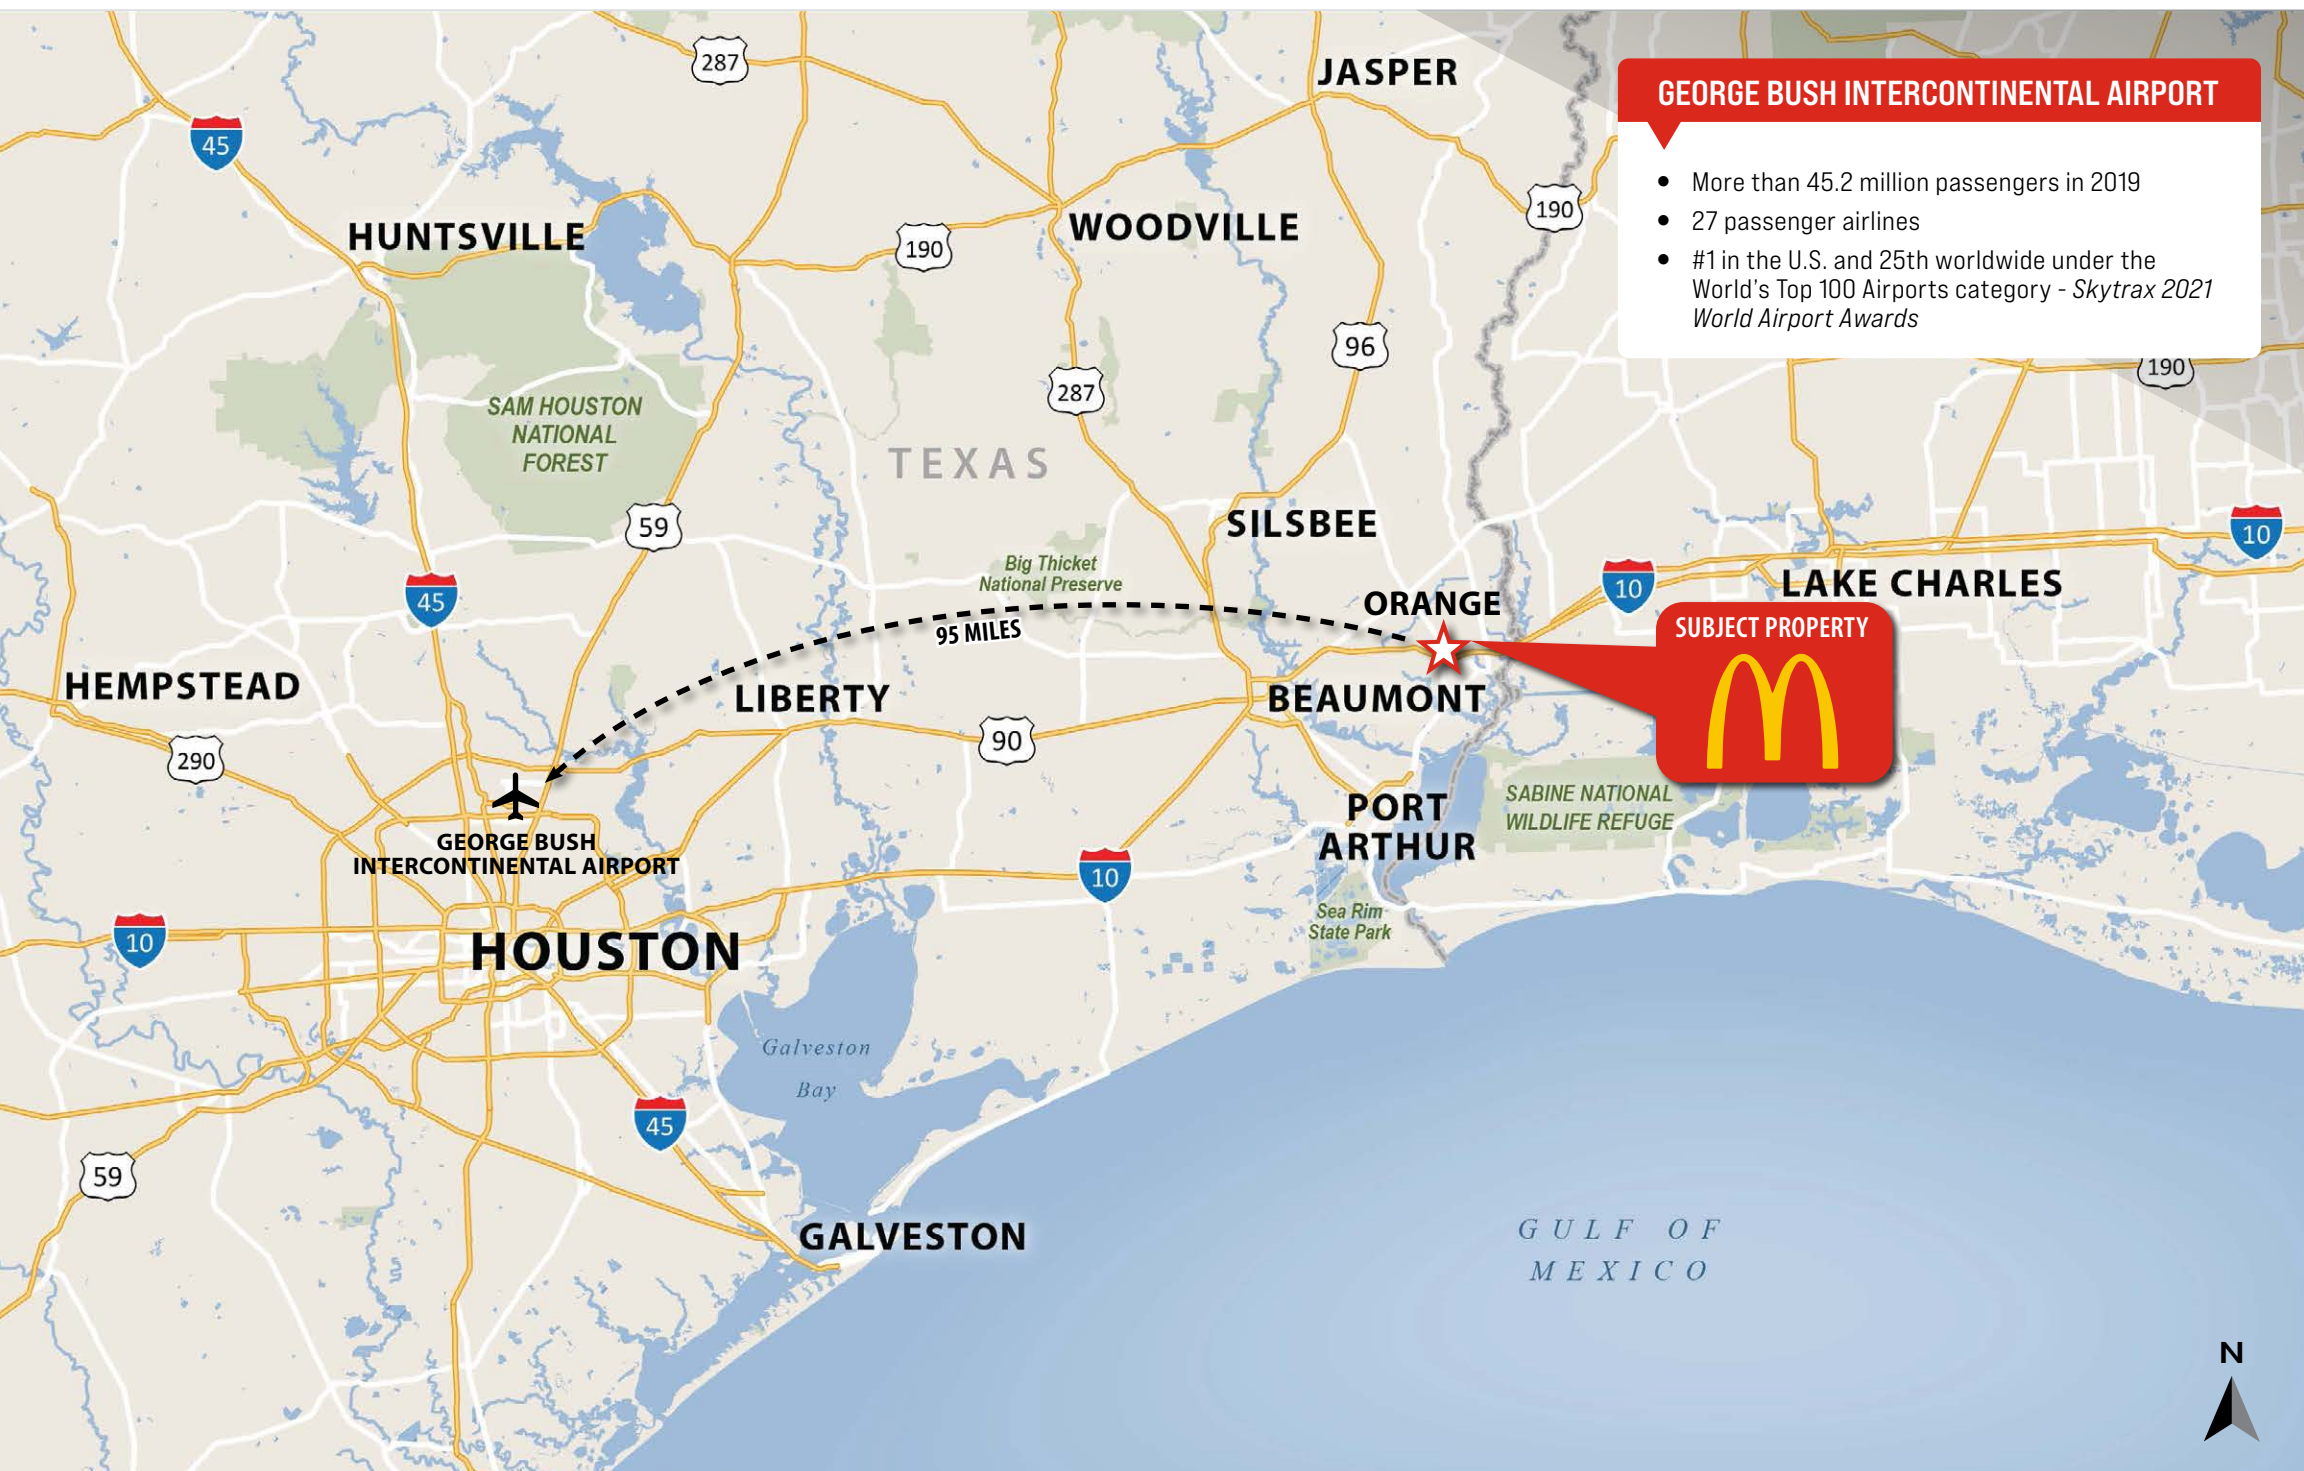 287
JASPER
GEORGE BUSH INTERCONTINENTAL AIRPORT
45
• More than 45.2 million passengers in 2019
190
• 27 passenger airlines
HUNTSVILLE
190
WOODVILLE
• #1 in the U.S. and 25th worldwide under the
World's Top 100 Airports category - Skytrax 2021
World Airport Awards
96
190
287
SAM HOUSTON
NATIONAL
FOREST
TEXAS
59
SILSBEE
10
Big Thicket
National Preserve
10
LAKE CHARLES
45
ORANGE
95 MILES
SUBJECT PROPERTY
HEMPSTEAD
LIBERTY
BEAUMONT
90
290
SABINE NATIONAL
WILDLIFE REFUGE
PORT
ARTHUR
GEORGE BUSH
INTERCONTINENTAL AIRPORT
10
Sea Rim
State Park
10
HOUSTON
Galveston
Bay
45
59
GALVESTON
GULF OF
MEXICO
N